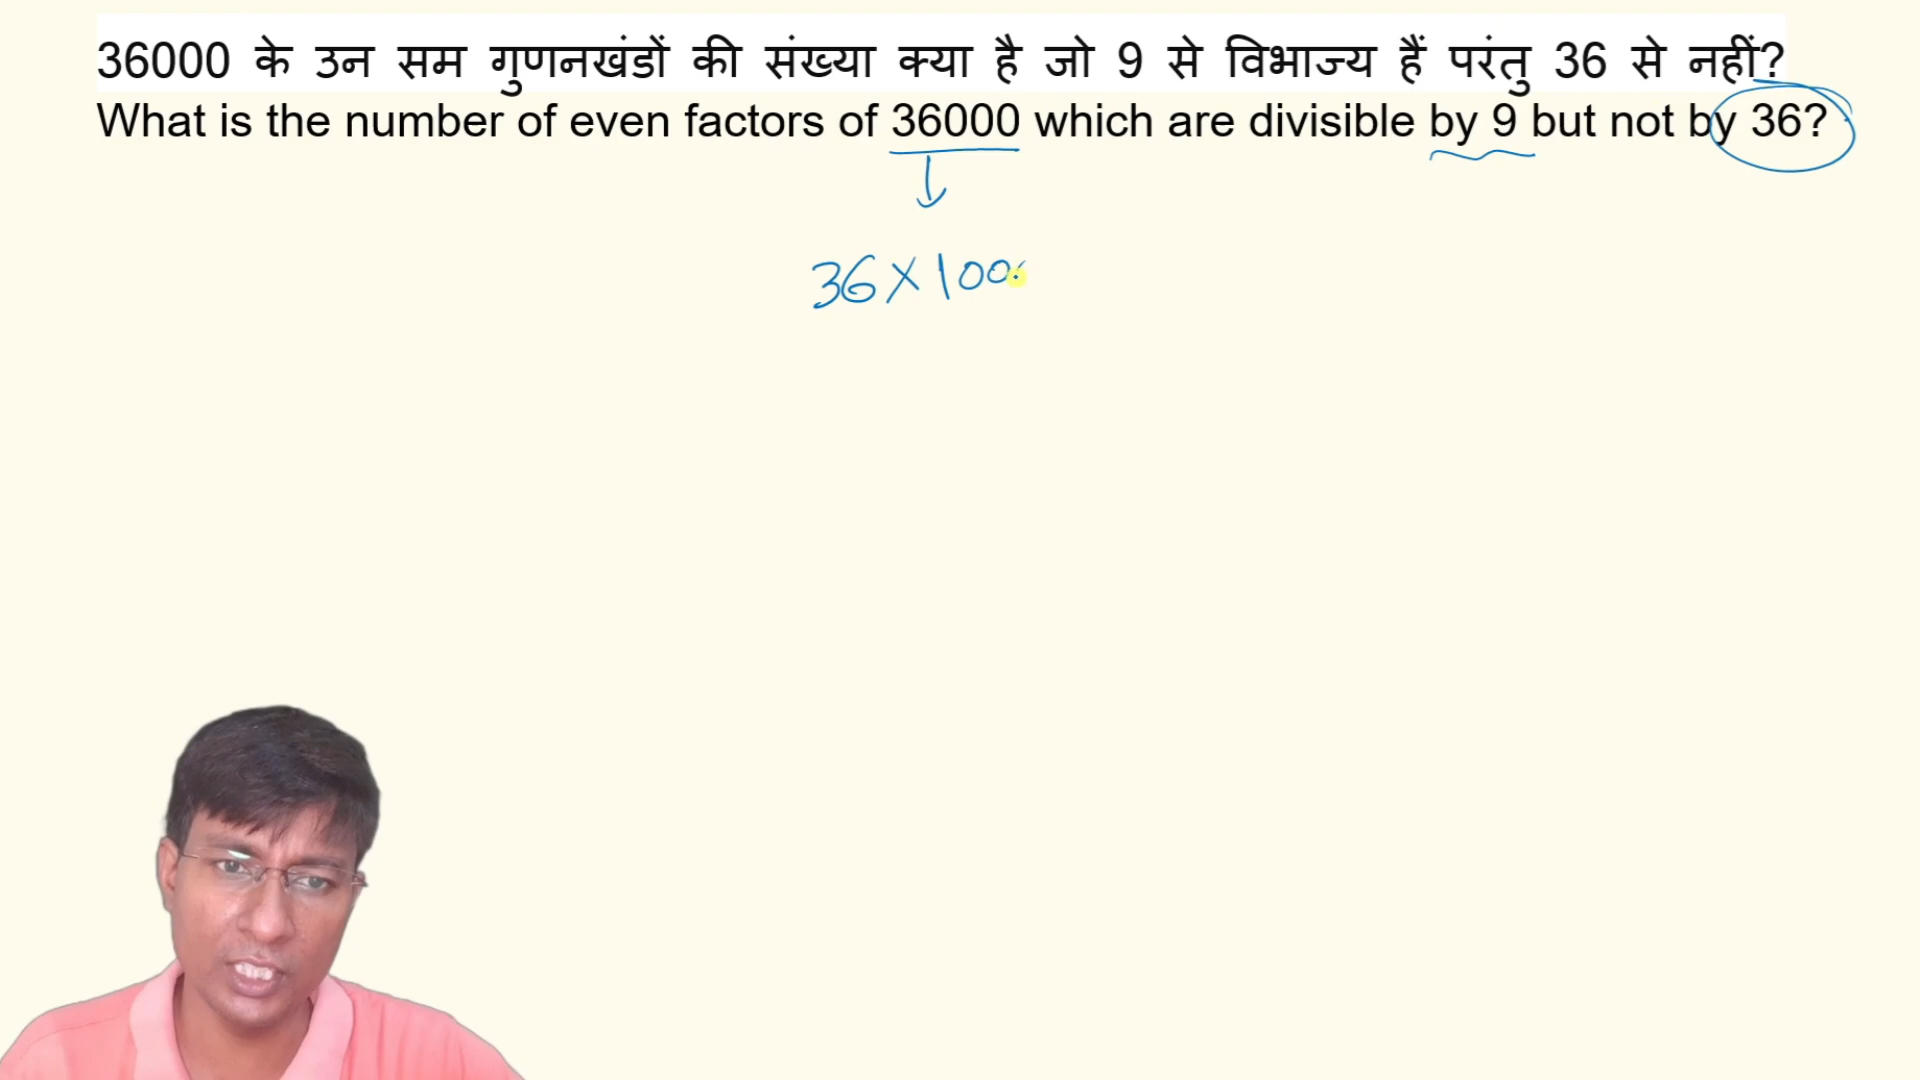 36000 के उन सम गुणनखंडों की संख्या क्या है जो 9 से विभाज्य हैं परंतु 36 से नहीं?
What is the number of even factors of 36000 which are divisible by 9 but not by 36?
36×100